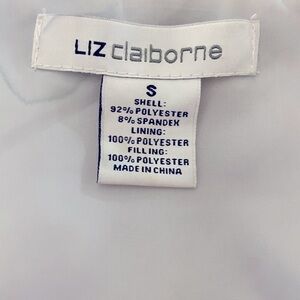 LIZ claiborne
S
SHELL:
92% POLYESTER
8% SPANDEX
LINING:
100% POLYESTER
FILLING:
100% POLYESTER
MADE IN CHINA